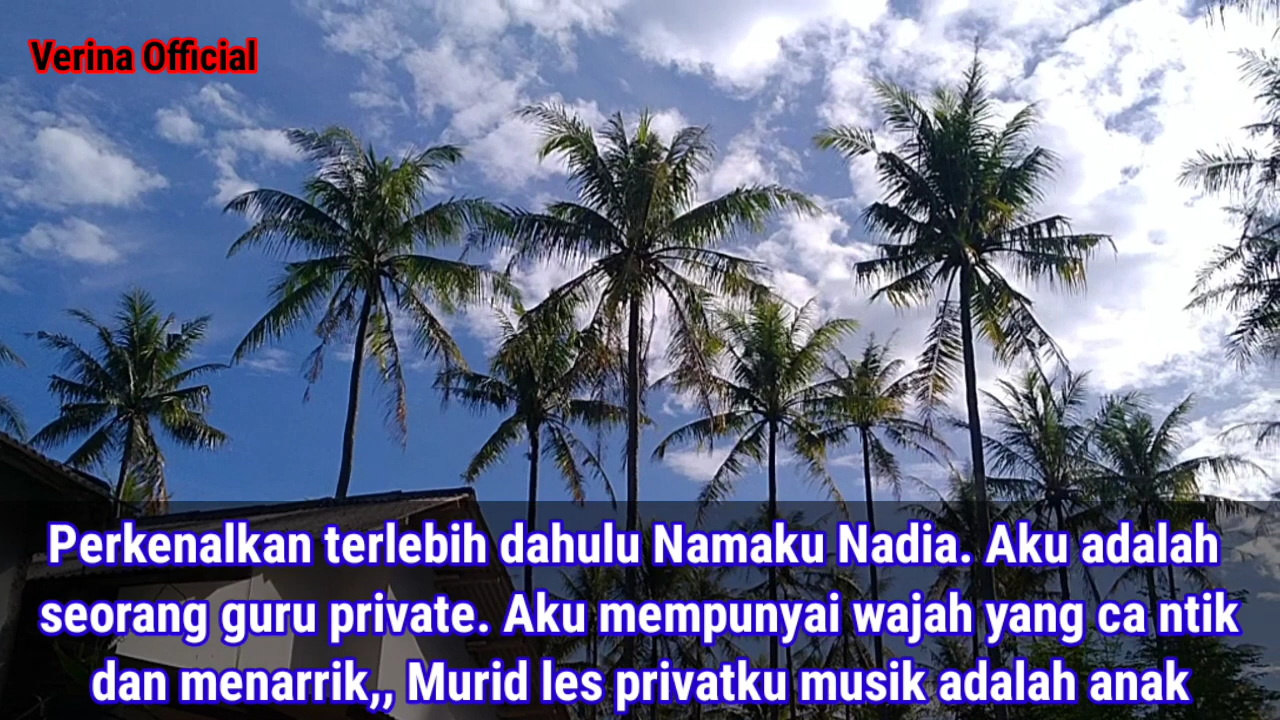 Verina Official
Perkenalkan terlebih dahulu Namaku Nadia. Aku adalah
seorang guru private. Aku mempunyai wajah yang ca ntik
dan menarrik,, Murid les privatku musik adalah anak